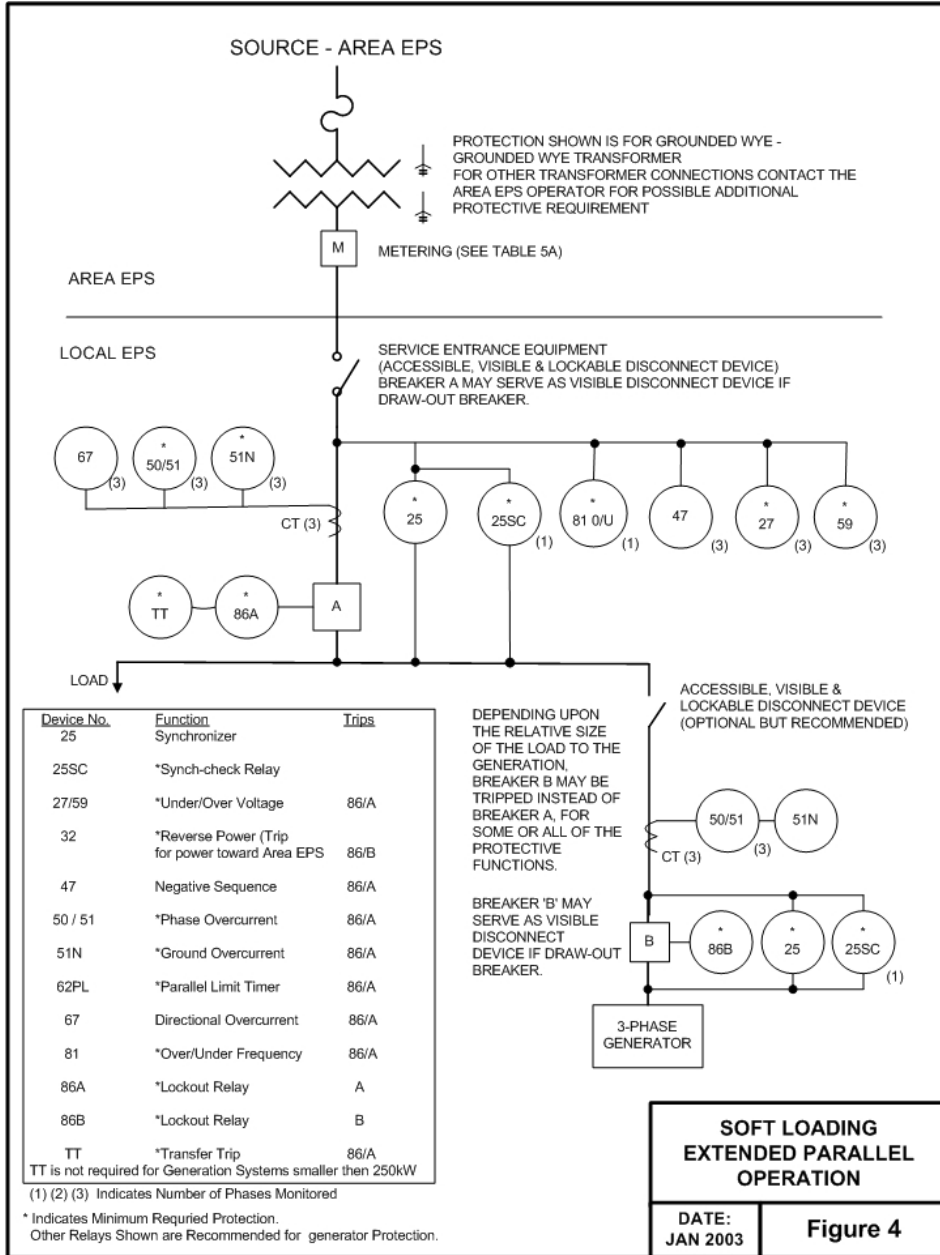 SOURCE - AREA EPS
PROTECTION SHOWN IS FOR GROUNDED WYE -
GROUNDED WYE TRANSFORMER
FOR OTHER TRANSFORMER CONNECTIONS CONTACT THE
AREA EPS OPERATOR FOR POSSIBLE ADDITIONAL
PROTECTIVE REQUIREMENT
M
METERING (SEE TABLE 5A)
AREA EPS
LOCAL EPS
SERVICE ENTRANCE EQUIPMENT
(ACCESSIBLE, VISIBLE & LOCKABLE DISCONNECT DEVICE)
BREAKER A MAY SERVE AS VISIBLE DISCONNECT DEVICE IF
DRAW-OUT BREAKER.
67
(3)
*
50/51
(3)
*
51N
(3)
CT (3)
*
25
*
25SC
(1)
*
81 0/U
(1)
47
(3)
*
27
(3)
*
59
(3)
*
TT
*
86A
A
LOAD
ACCESSIBLE, VISIBLE &
LOCKABLE DISCONNECT DEVICE
(OPTIONAL BUT RECOMMENDED)
DEPENDING UPON
THE RELATIVE SIZE
OF THE LOAD TO THE
GENERATION,
BREAKER B MAY BE
TRIPPED INSTEAD OF
BREAKER A, FOR
SOME OR ALL OF THE
PROTECTIVE
FUNCTIONS.
BREAKER 'B' MAY
SERVE AS VISIBLE
DISCONNECT
DEVICE IF DRAW-OUT
BREAKER.
50/51
(3)
51N
CT (3)
B
*
86B
*
25
*
25SC
(1)
3-PHASE
GENERATOR
Device No. Function Trips
25 Synchronizer
25SC *Synch-check Relay
27/59 *Under/Over Voltage 86/A
32 *Reverse Power (Trip
for power toward Area EPS 86/B
47 Negative Sequence 86/A
50 / 51 *Phase Overcurrent 86/A
51N *Ground Overcurrent 86/A
62PL *Parallel Limit Timer 86/A
67 Directional Overcurrent 86/A
81 *Over/Under Frequency 86/A
86A *Lockout Relay A
86B *Lockout Relay B
TT *Transfer Trip 86/A
TT is not required for Generation Systems smaller then 250kW
(1) (2) (3) Indicates Number of Phases Monitored
* Indicates Minimum Requried Protection.
Other Relays Shown are Recommended for generator Protection.
SOFT LOADING
EXTENDED PARALLEL
OPERATION
DATE:
JAN 2003
Figure 4